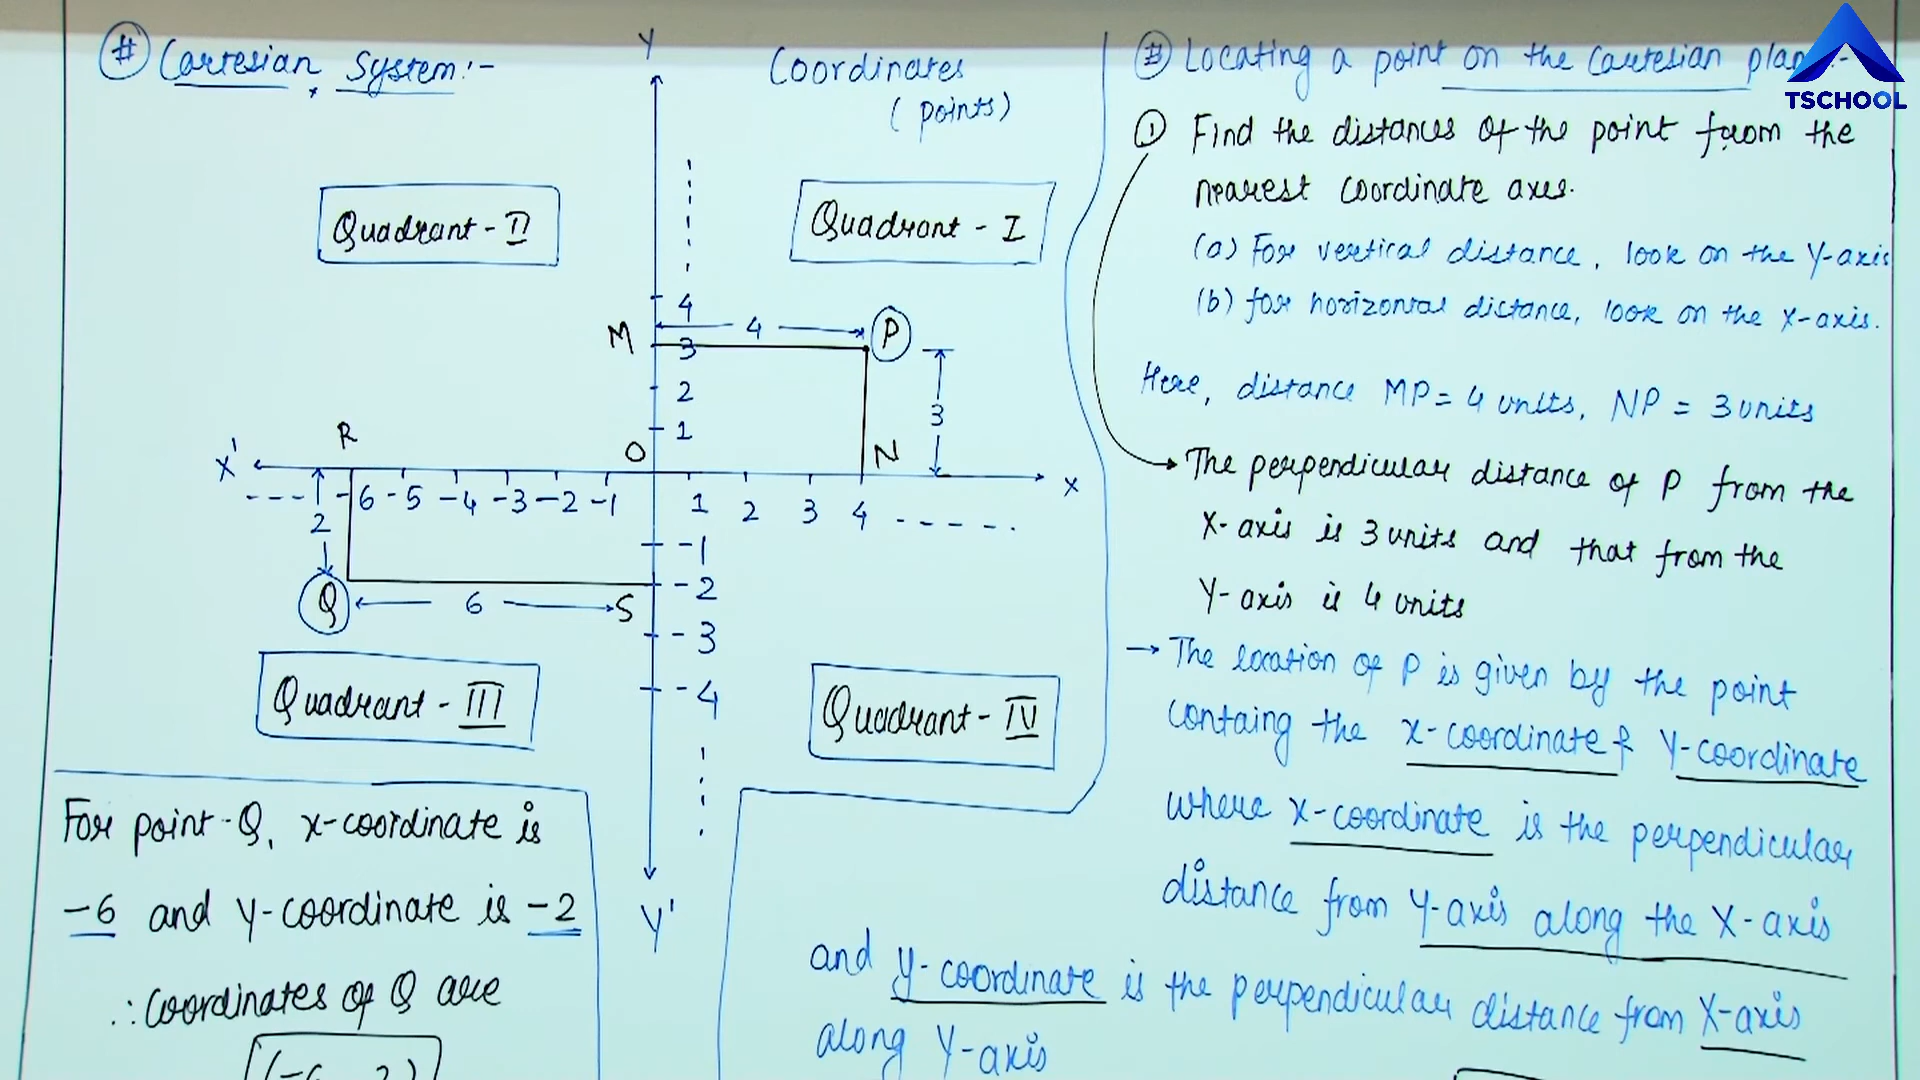 # Cartesian System:-
Y
Coordinates
(points)
Quadrant - II
Quadrant - I
4
M
4
P
3
2
3
1
R
O
N
X'
X
-6 -5 -4 -3 -2 -1
1 2 3 4
2
-1
-2
Q
6
S
-3
-4
Quadrant - III
Quadrant - IV
Y'
For point-Q, x-coordinate is
-6 and y-coordinate is -2
∴ Coordinates of Q are
# Locating a point on the Cartesian
TSCHOOL
① Find the distances of the point from the
nearest coordinate axes.
(a) For vertical distance, look on the Y-axis
(b) for horizontal distance, look on the X-axis.
Here, distance MP = 4 units, NP = 3 units
→ The perpendicular distance of P from the
X-axis is 3 units and that from the
Y-axis is 4 units
→ The location of P is given by the point
containg the x-coordinate & Y-coordinate
where x-coordinate is the perpendicular
distance from Y-axis along the X-axis
and y-coordinate is the perpendicular distance from X-axis
along Y-axis